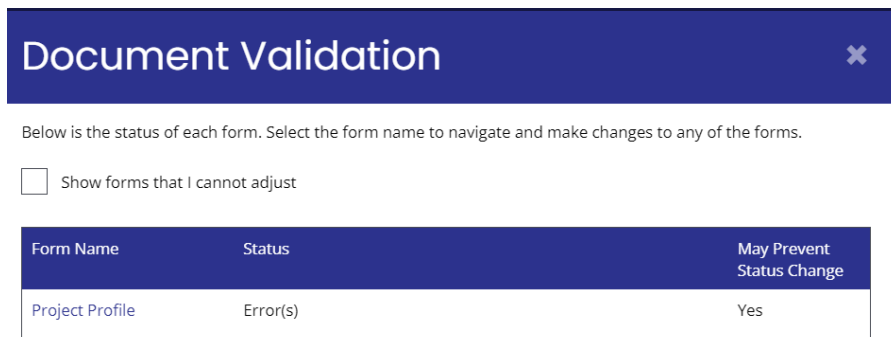 Document Validation
Below is the status of each form. Select the form name to navigate and make changes to any of the forms.
Show forms that I cannot adjust
Form Name Status May Prevent
Status Change
Project Profile Error(s) Yes